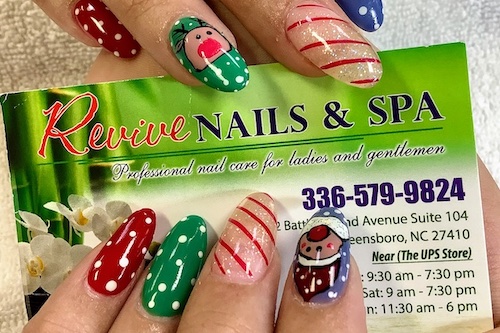 Revive NAILS & SPA
Professional nail care for ladies and gentlemen
336-579-9824
and Avenue Suite 104
eensboro, NC 27410
Near (The UPS Store)
: 9:30 am - 7:30 pm
Sat: 9 am - 7:30 pm
un: 11:30 am - 6 pm